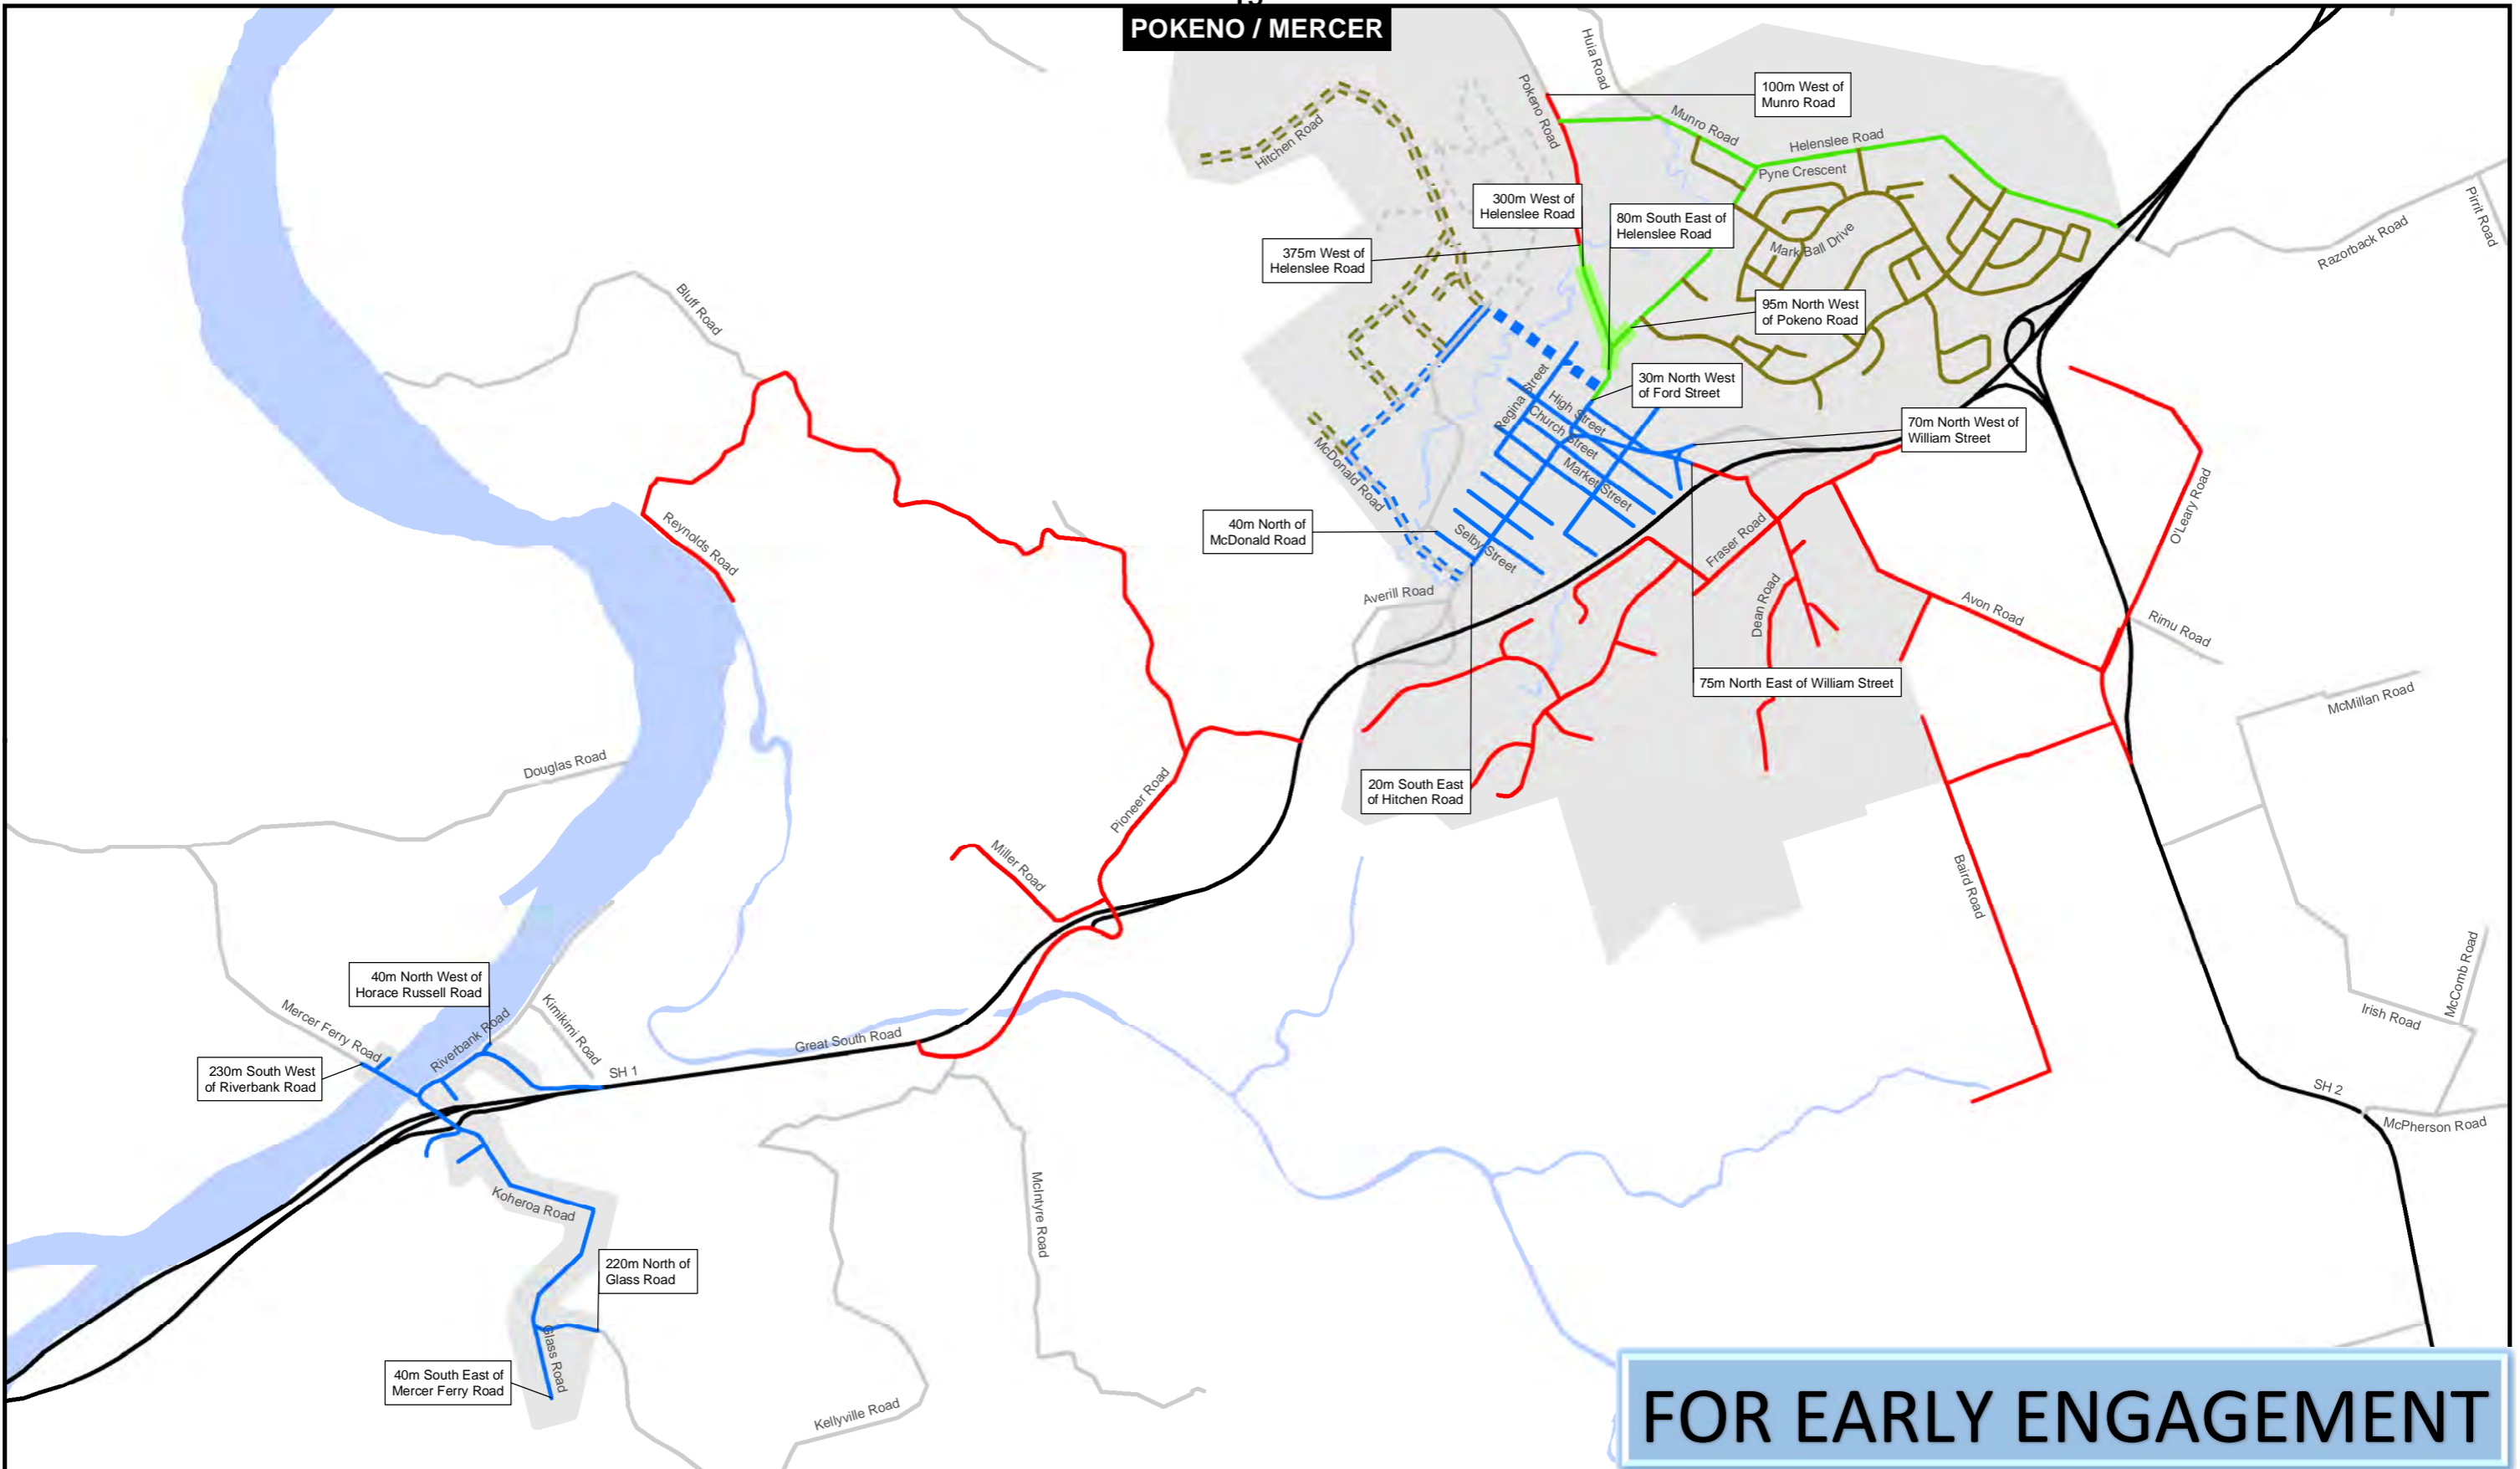 POKENO / MERCER
Huia Road
Pokeno Road
100m West of
Munro Road
Munro Road
Helenslee Road
Pyne Crescent
Hitchen Road
300m West of
Helenslee Road
80m South East of
Helenslee Road
Mark Ball Drive
Pirrit Road
Razorback Road
375m West of
Helenslee Road
95m North West
of Pokeno Road
Bluff Road
30m North West
of Ford Street
Regina Street
High Street
Church Street
Market Street
70m North West of
William Street
McDonald Road
O'Leary Road
40m North of
McDonald Road
Selby Street
Fraser Road
Reynolds Road
Averill Road
Dean Road
Avon Road
Rimu Road
75m North East of William Street
McMillan Road
Douglas Road
20m South East
of Hitchen Road
Pioneer Road
Miller Road
Baird Road
40m North West of
Horace Russell Road
Mercer Ferry Road
Riverbank Road
Kimikimi Road
Great South Road
SH 1
230m South West
of Riverbank Road
McComb Road
Irish Road
SH 2
McPherson Road
Koheroa Road
McIntyre Road
220m North of
Glass Road
Glass Road
40m South East of
Mercer Ferry Road
Kellyville Road
FOR EARLY ENGAGEMENT